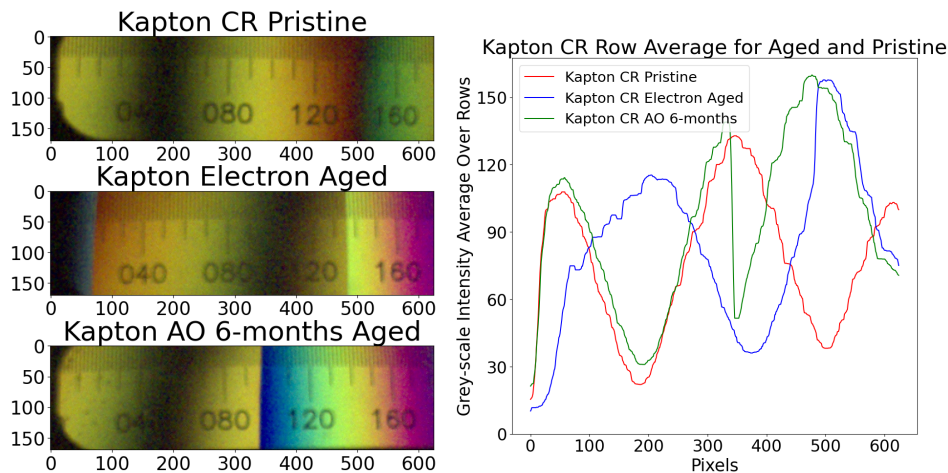 Kapton CR Pristine
0
50
100
150
040
080
120
160
0 100 200 300 400 500 600
Kapton Electron Aged
0
50
100
150
040
080
120
160
0 100 200 300 400 500 600
Kapton AO 6-months Aged
0
50
100
150
04
080
120
160
0 100 200 300 400 500 600
Kapton CR Row Average for Aged and Pristine
Grey-scale Intensity Average Over Rows
150
120
90
60
30
0
Kapton CR Pristine
Kapton CR Electron Aged
Kapton CR AO 6-months
0 100 200 300 400 500 600
Pixels